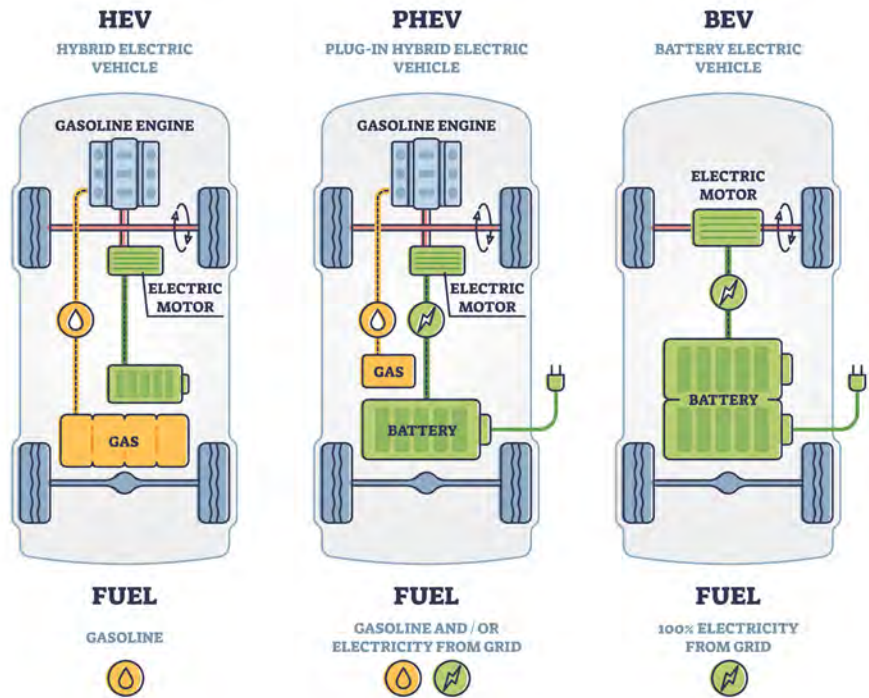 HEV
HYBRID ELECTRIC
VEHICLE
GASOLINE ENGINE
ELECTRIC
MOTOR
GAS
FUEL
GASOLINE
PHEV
PLUG-IN HYBRID ELECTRIC
VEHICLE
GASOLINE ENGINE
ELECTRIC
MOTOR
GAS
BATTERY
FUEL
GASOLINE AND / OR
ELECTRICITY FROM GRID
BEV
BATTERY ELECTRIC
VEHICLE
ELECTRIC
MOTOR
BATTERY
FUEL
100% ELECTRICITY
FROM GRID